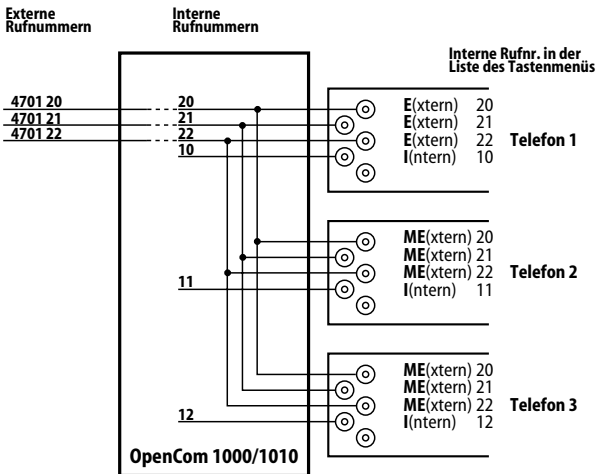 Externe
Rufnummern
Interne
Rufnummern
Interne Rufnr. in der
Liste des Tastenmenüs
4701 20
4701 21
4701 22
20
21
22
10
E(xtern) 20
E(xtern) 21
E(xtern) 22
I(ntern) 10
Telefon 1
11
ME(xtern) 20
ME(xtern) 21
ME(xtern) 22
I(ntern) 11
Telefon 2
12
ME(xtern) 20
ME(xtern) 21
ME(xtern) 22
I(ntern) 12
Telefon 3
OpenCom 1000/1010